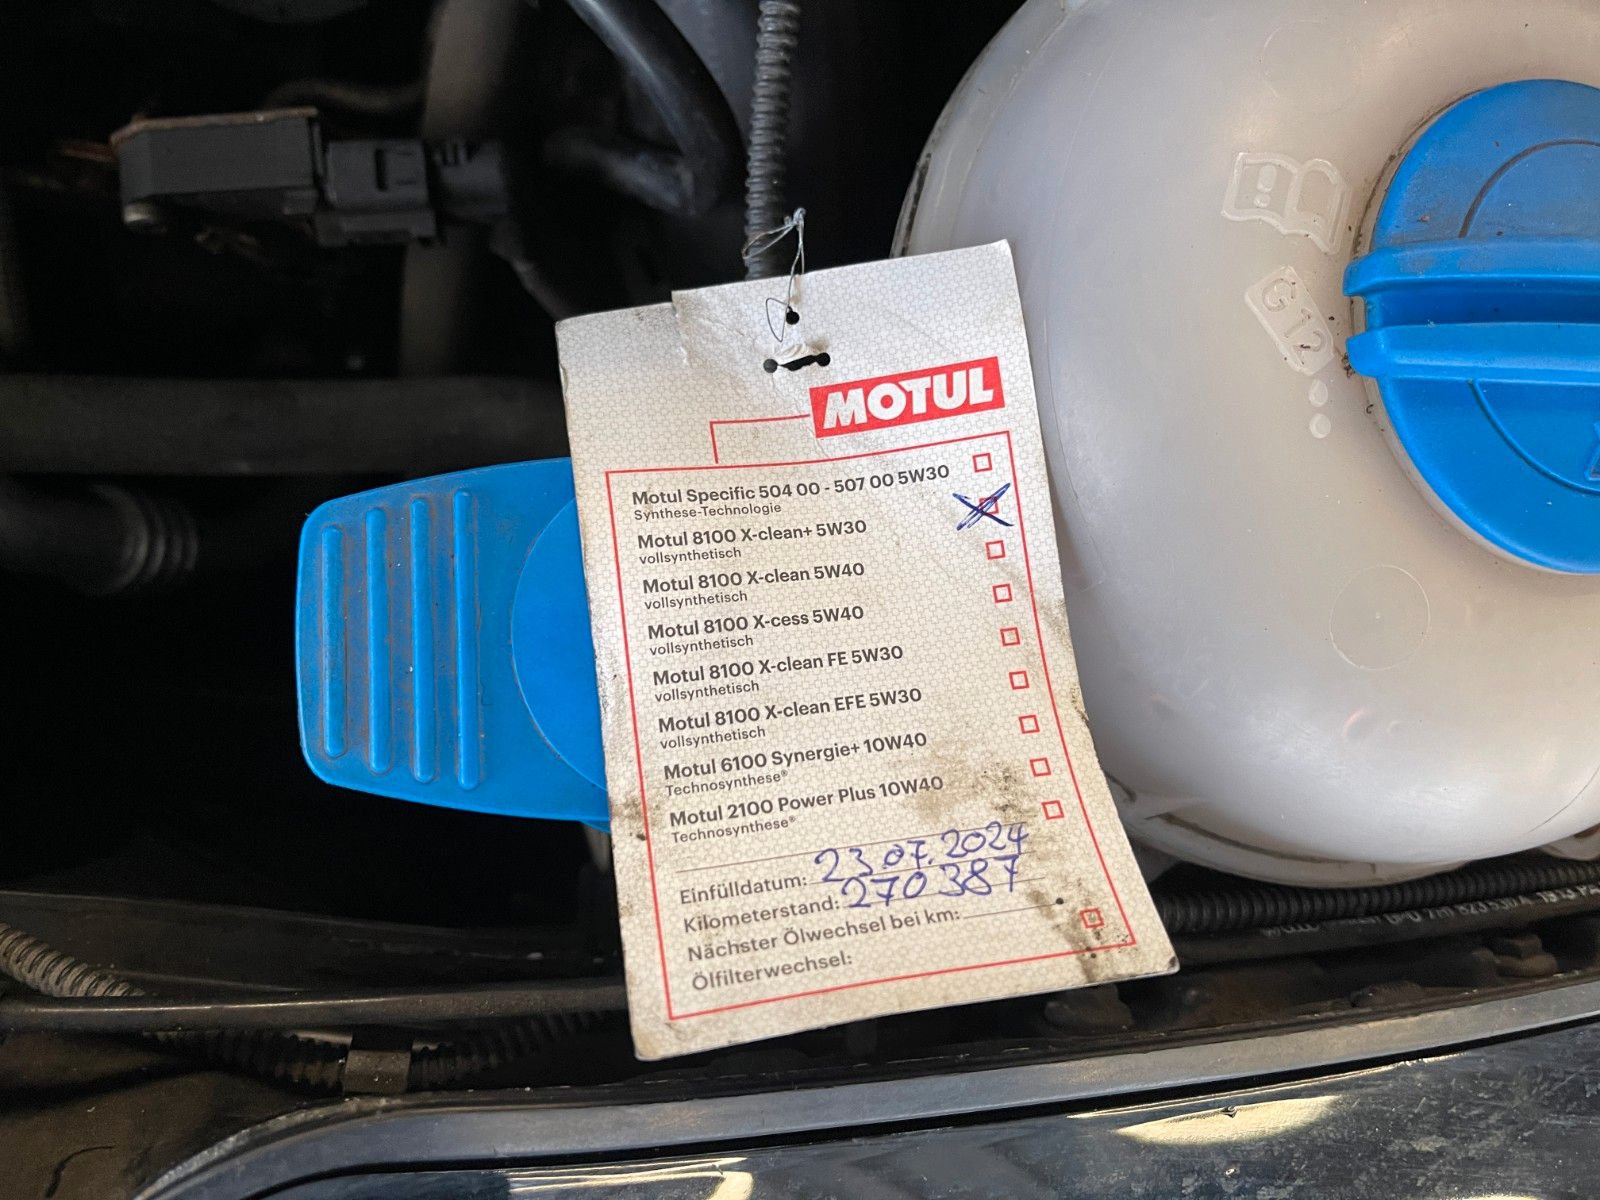 MOTUL
Motul Specific 504 00 - 507 00 5W30
Synthese-Technologie
Motul 8100 X-clean+ 5W30
vollsynthetisch
Motul 8100 X-clean 5W40
vollsynthetisch
Motul 8100 X-cess 5W40
vollsynthetisch
Motul 8100 X-clean FE 5W30
vollsynthetisch
Motul 8100 X-clean EFE 5W30
vollsynthetisch
Motul 6100 Synergie+ 10W40
Technosynthese®
Motul 2100 Power Plus 10W40
Technosynthese®
Einfülldatum: 23.07.2024
Kilometerstand: 270 387
Nächster Ölwechsel bei km:
Ölfilterwechsel:
G12